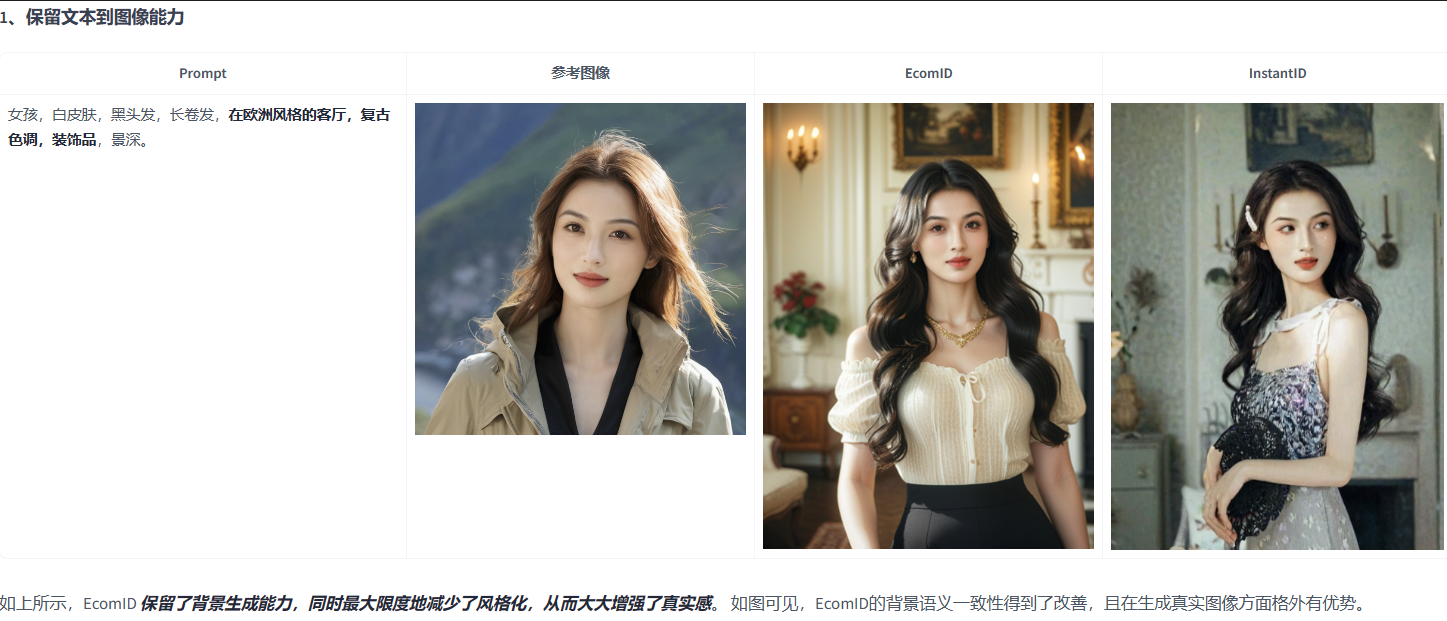 1、保留文本到图像能力
Prompt
参考图像
EcomID
InstantID
女孩，白皮肤，黑头发，长卷发，在欧洲风格的客厅，复古
色调，装饰品，景深。
如上所示，EcomID 保留了背景生成能力，同时最大限度地减少了风格化，从而大大增强了真实感。 如图可见，EcomID的背景语义一致性得到了改善，且在生成真实图像方面格外有优势。